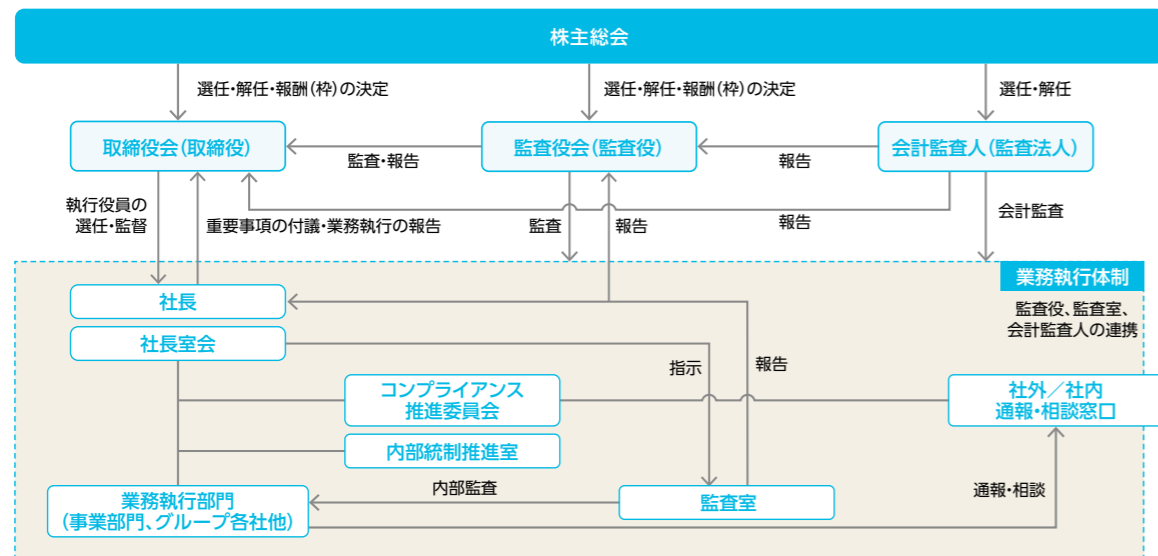 株主総会
選任・解任・報酬(枠)の決定
選任・解任・報酬(枠)の決定
選任・解任
取締役会(取締役)
監査役会(監査役)
会計監査人(監査法人)
監査・報告
報告
執行役員の
選任・監督
重要事項の付議・業務執行の報告
監査
報告
報告
会計監査
業務執行体制
監査役、監査室、
会計監査人の連携
社長
社長室会
指示
報告
コンプライアンス
推進委員会
社外/社内
通報・相談窓口
内部統制推進室
業務執行部門
(事業部門、グループ各社他)
内部監査
監査室
通報・相談